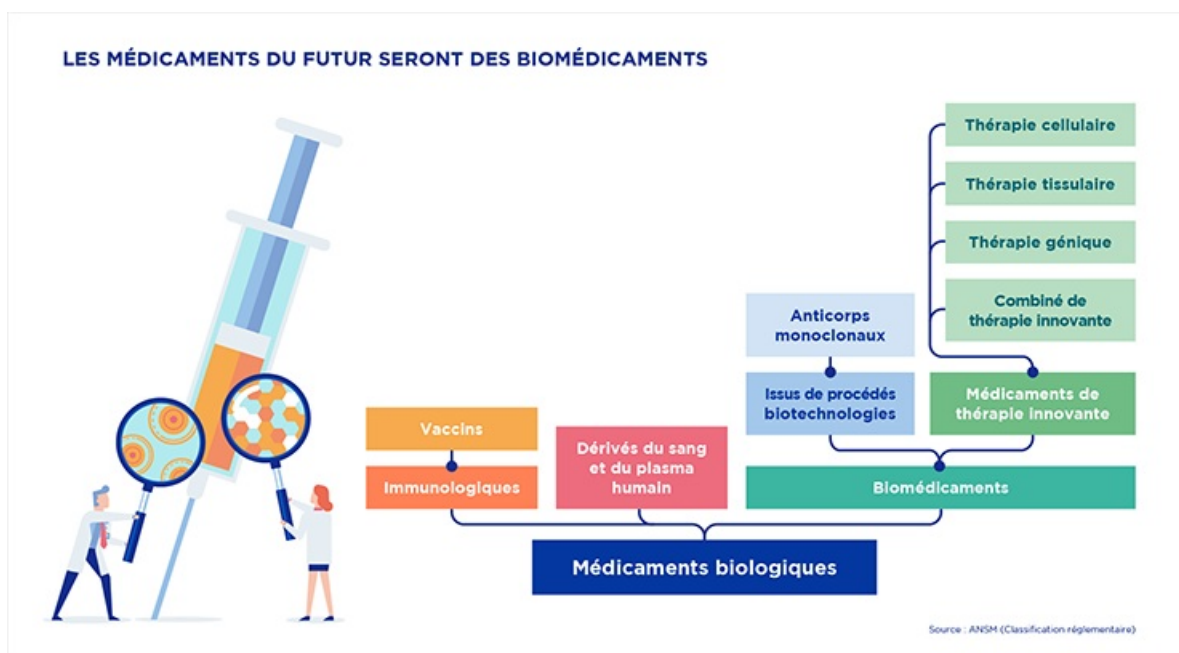 LES MÉDICAMENTS DU FUTUR SERONT DES BIOMÉDICAMENTS
Thérapie cellulaire
Thérapie tissulaire
Thérapie génique
Combiné de
thérapie innovante
Anticorps
monoclonaux
Issus de procédés
biotechnologies
Médicaments de
thérapie innovante
Vaccins
Immunologiques
Dérivés du sang
et du plasma
humain
Biomédicaments
Médicaments biologiques
Source : ANSM (Classification réglementaire)